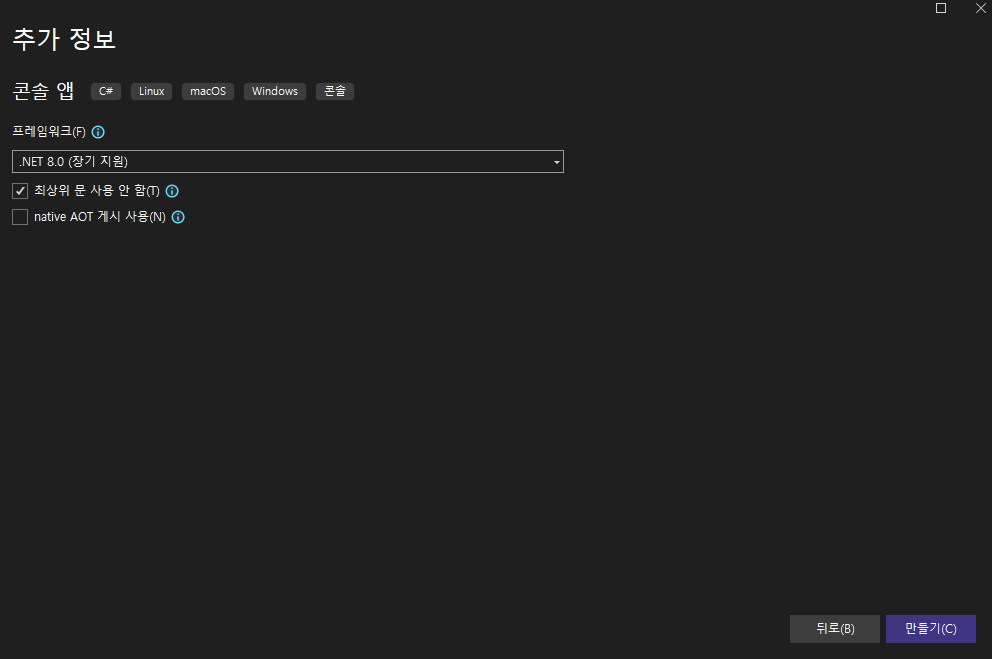 추가 정보
콘솔 앱 C# Linux macOS Windows 콘솔
프레임워크(F)
.NET 8.0 (장기 지원)
최상위 문 사용 안 함(T)
native AOT 게시 사용(N)
뒤로(B) 만들기(C)